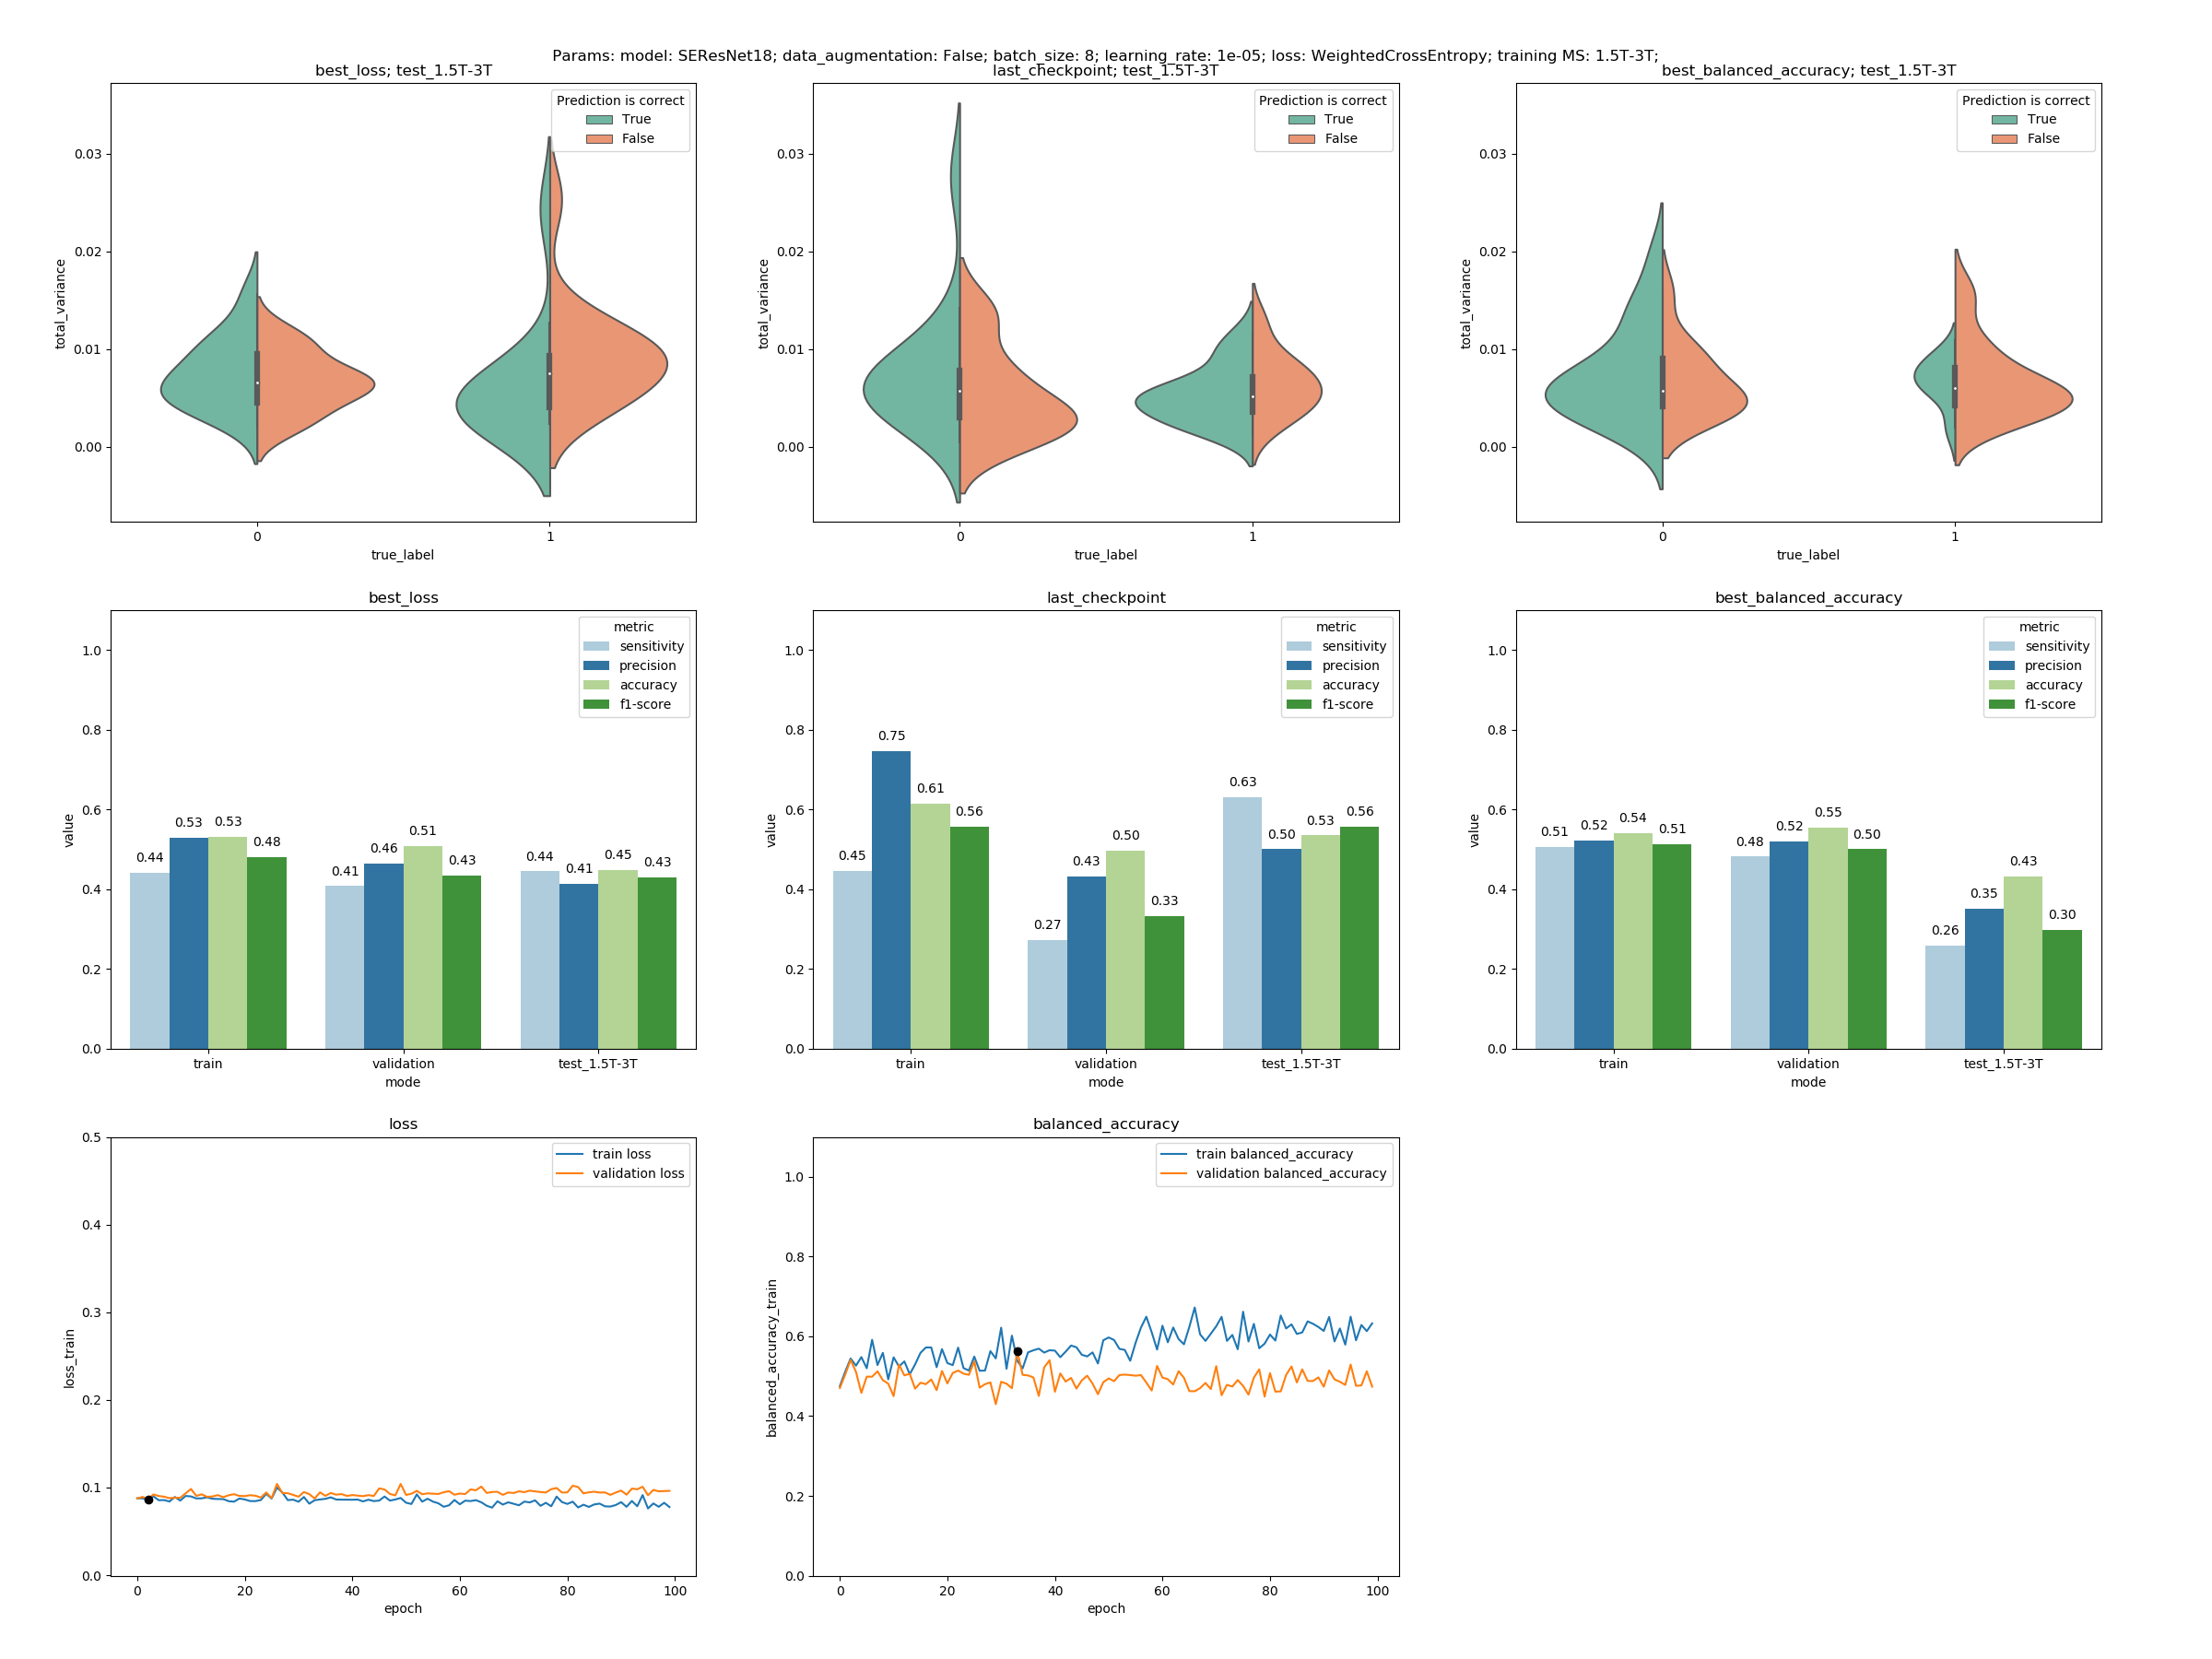 Params: model: SEResNet18; data_augmentation: False; batch_size: 8; learning_rate: 1e-05; loss: WeightedCrossEntropy; training MS: 1.5T-3T;
best_loss; test_1.5T-3T
Prediction is correct
True
False
total_variance
0.03
0.02
0.01
0.00
0
1
true_label
last_checkpoint; test_1.5T-3T
Prediction is correct
True
False
total_variance
0.03
0.02
0.01
0.00
0
1
true_label
best_balanced_accuracy; test_1.5T-3T
Prediction is correct
True
False
total_variance
0.03
0.02
0.01
0.00
0
1
true_label
best_loss
metric
sensitivity
precision
accuracy
f1-score
value
1.0
0.8
0.6
0.4
0.2
0.0
0.44
0.53
0.53
0.48
0.41
0.46
0.51
0.43
0.44
0.41
0.45
0.43
train
validation
test_1.5T-3T
mode
last_checkpoint
metric
sensitivity
precision
accuracy
f1-score
value
1.0
0.8
0.6
0.4
0.2
0.0
0.45
0.75
0.61
0.56
0.27
0.43
0.50
0.33
0.63
0.50
0.53
0.56
train
validation
test_1.5T-3T
mode
best_balanced_accuracy
metric
sensitivity
precision
accuracy
f1-score
value
1.0
0.8
0.6
0.4
0.2
0.0
0.51
0.52
0.54
0.51
0.48
0.52
0.55
0.50
0.26
0.35
0.43
0.30
train
validation
test_1.5T-3T
mode
loss
train loss
validation loss
loss_train
0.5
0.4
0.3
0.2
0.1
0.0
0
20
40
60
80
100
epoch
balanced_accuracy
train balanced_accuracy
validation balanced_accuracy
balanced_accuracy_train
1.0
0.8
0.6
0.4
0.2
0.0
0
20
40
60
80
100
epoch